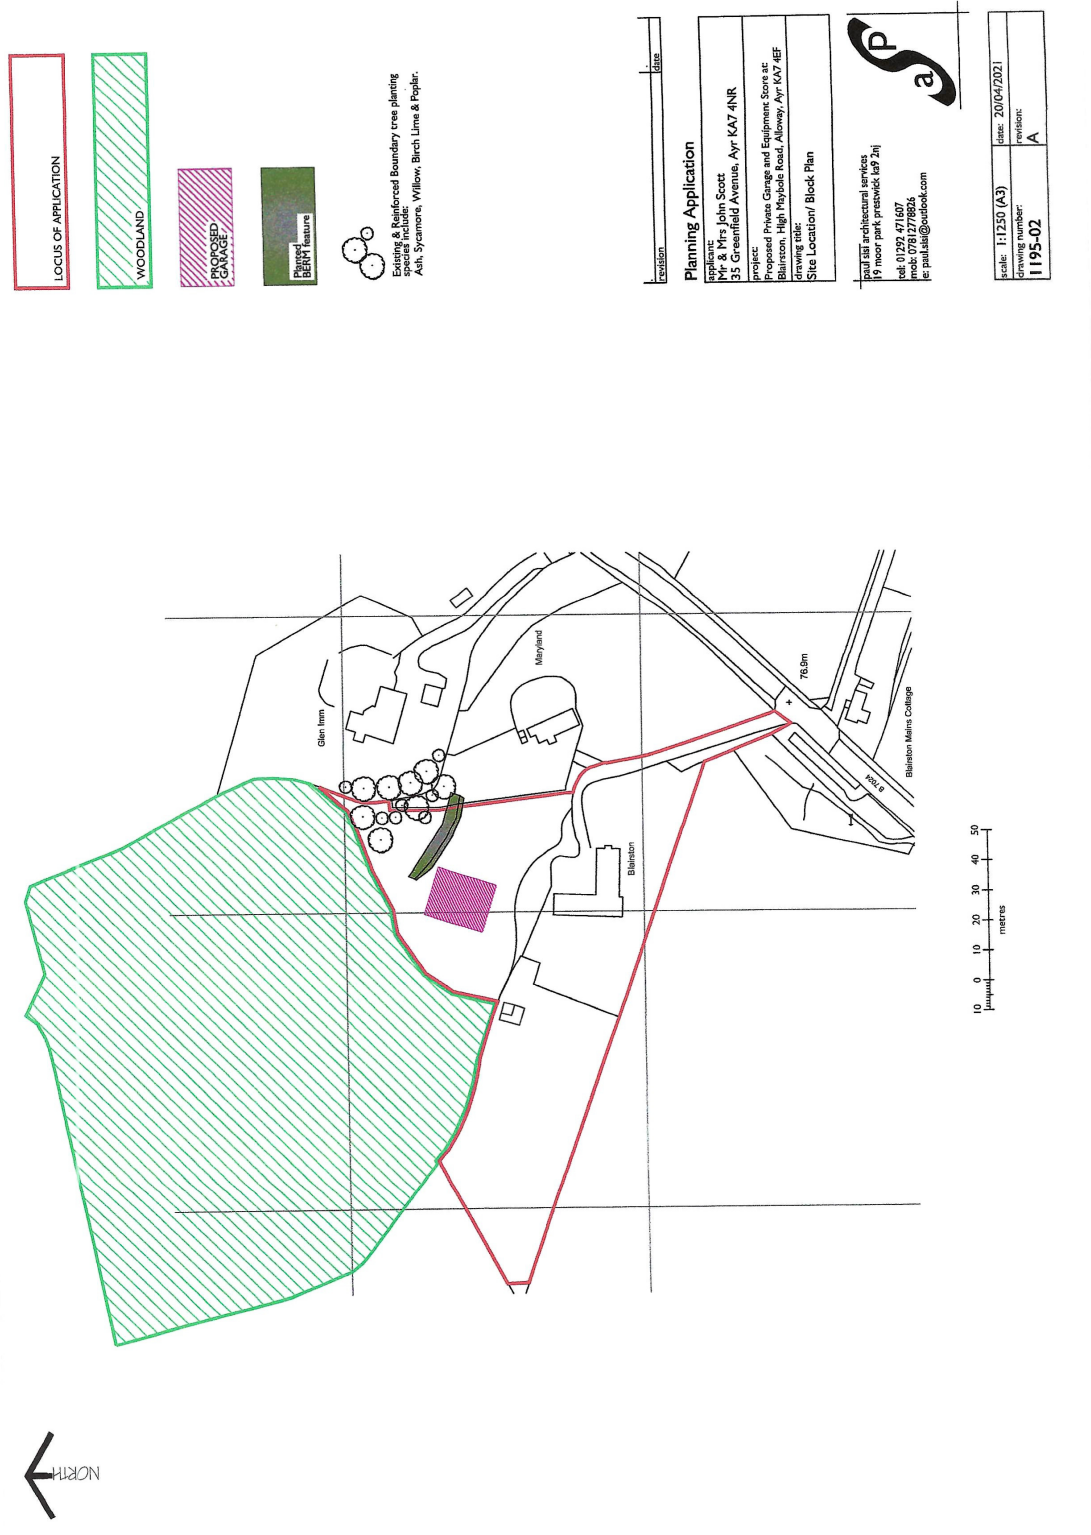 LOCUS OF APPLICATION
WOODLAND
PROPOSED
GARAGE
Planted
BERM feature
Existing & Reinforced Boundary tree planting
species include:
Ash, Sycamore, Willow, Birch Lime & Poplar.
revision
date
Planning Application
applicant:
Mr & Mrs John Scott
35 Greenfield Avenue, Ayr KA7 4NR
project:
Proposed Private Garage and Equipment Store at:
Blairston, High Maybole Road, Alloway, Ayr KA7 4EF
drawing title:
Site Location/ Block Plan
a
S
P
paul sisi architectural services
19 moor park prestwick ka9 2nj
tel: 01292 471607
mob: 07812778826
e: paul.sisi@outlook.com
scale: 1:1250 (A3)
date: 20/04/2021
drawing number:
1195-02
revision:
A
Glen Imm
Maryland
Blairston
76.9m
B 7024
Blairston Mains Cottage
10 0 10 20 30 40 50
metres
NORTH